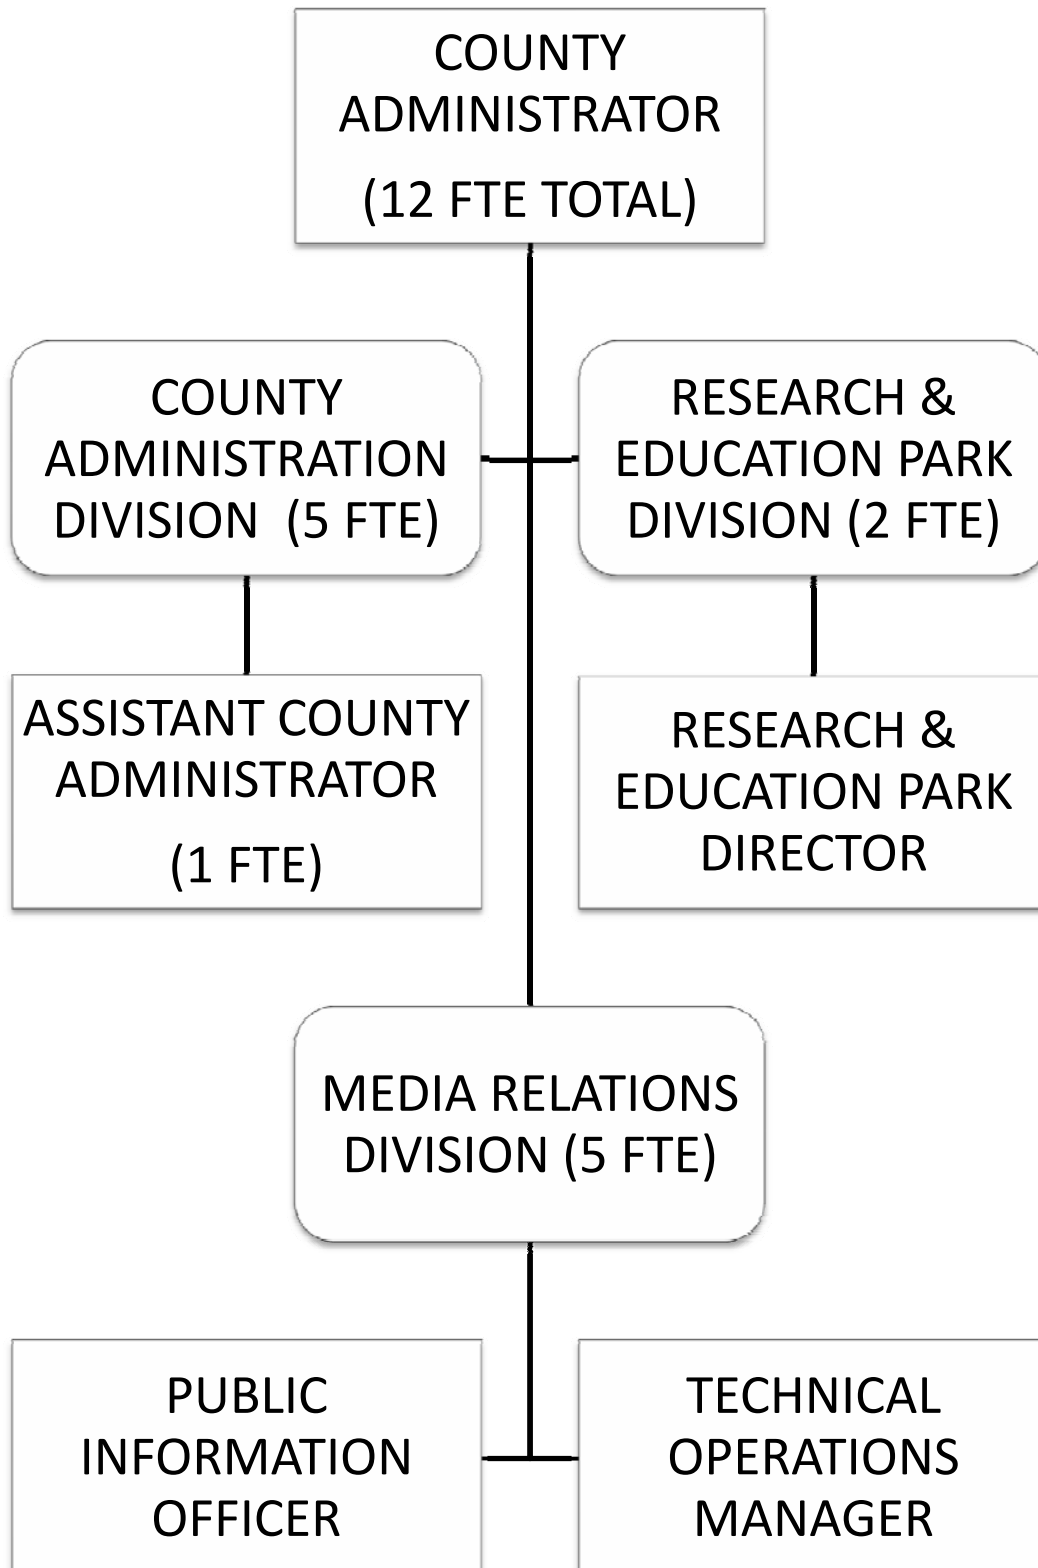 COUNTY
ADMINISTRATOR
(12 FTE TOTAL)
COUNTY
ADMINISTRATION
DIVISION (5 FTE)
RESEARCH &
EDUCATION PARK
DIVISION (2 FTE)
ASSISTANT COUNTY
ADMINISTRATOR
(1 FTE)
RESEARCH &
EDUCATION PARK
DIRECTOR
MEDIA RELATIONS
DIVISION (5 FTE)
PUBLIC
INFORMATION
OFFICER
TECHNICAL
OPERATIONS
MANAGER